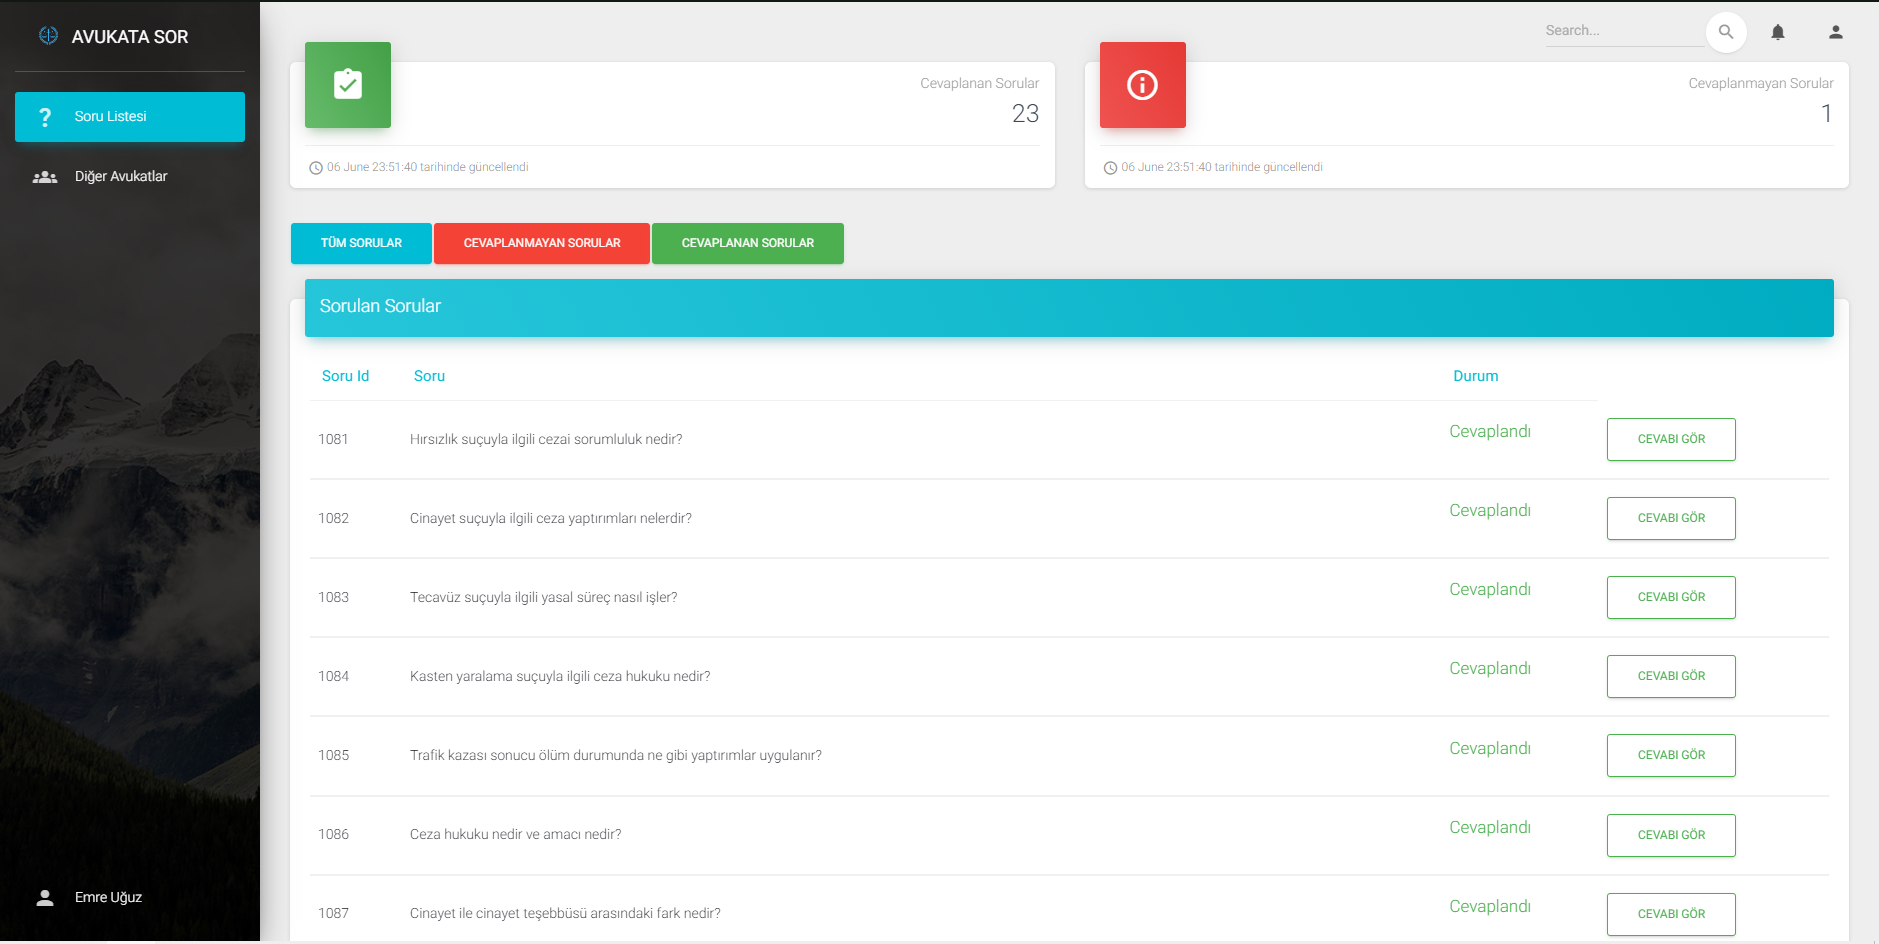 AVUKATA SOR
Soru Listesi
Diğer Avukatlar
Emre Uğuz
Search...
Cevaplanan Sorular
23
06 June 23:51:40 tarihinde güncellendi
Cevaplanmayan Sorular
1
06 June 23:51:40 tarihinde güncellendi
TÜM SORULAR
CEVAPLANMAYAN SORULAR
CEVAPLANAN SORULAR
Sorulan Sorular
Soru Id Soru Durum
1081 Hırsızlık suçuyla ilgili cezai sorumluluk nedir? Cevaplandı CEVABI GÖR
1082 Cinayet suçuyla ilgili ceza yaptırımları nelerdir? Cevaplandı CEVABI GÖR
1083 Tecavüz suçuyla ilgili yasal süreç nasıl işler? Cevaplandı CEVABI GÖR
1084 Kasten yaralama suçuyla ilgili ceza hukuku nedir? Cevaplandı CEVABI GÖR
1085 Trafik kazası sonucu ölüm durumunda ne gibi yaptırımlar uygulanır? Cevaplandı CEVABI GÖR
1086 Ceza hukuku nedir ve amacı nedir? Cevaplandı CEVABI GÖR
1087 Cinayet ile cinayet teşebbüsü arasındaki fark nedir? Cevaplandı CEVABI GÖR